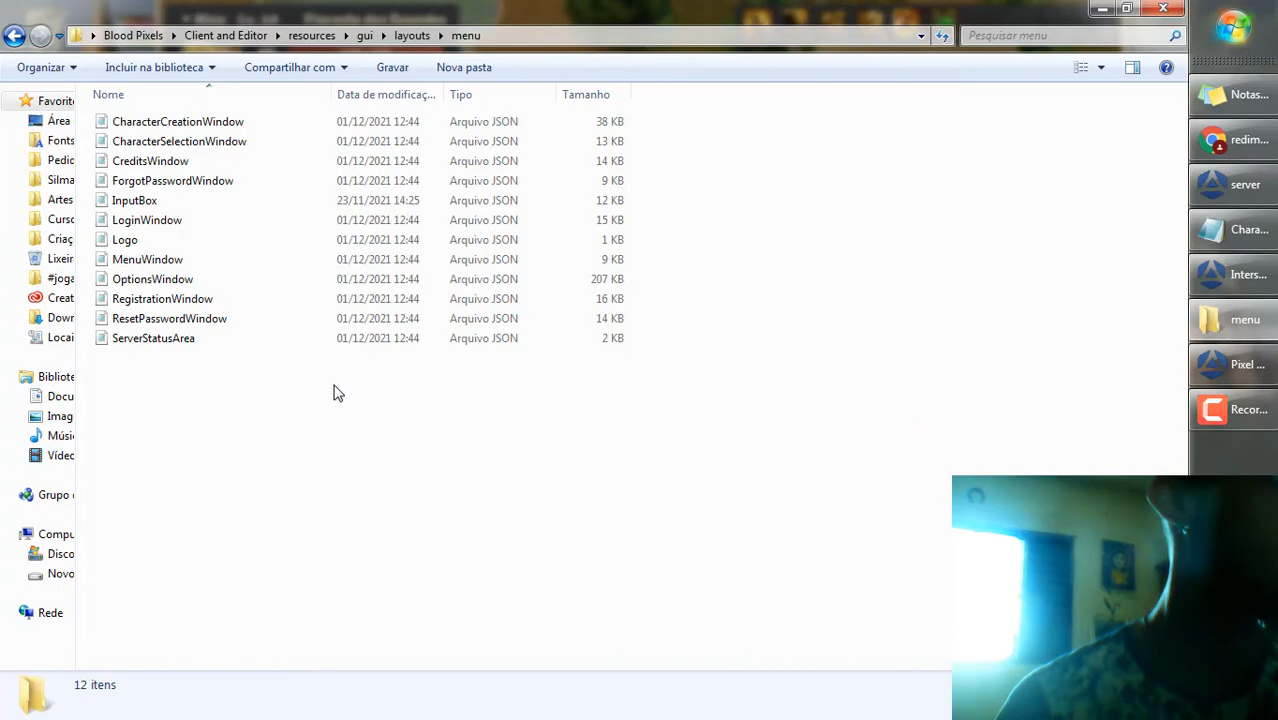 Blood Pixels Client and Editor resources gui layouts menu
Pesquisar menu
Organizar Incluir na biblioteca Compartilhar com Gravar Nova pasta
Nome Data de modificaç... Tipo Tamanho
CharacterCreationWindow 01/12/2021 12:44 Arquivo JSON 38 KB
CharacterSelectionWindow 01/12/2021 12:44 Arquivo JSON 13 KB
CreditsWindow 01/12/2021 12:44 Arquivo JSON 14 KB
ForgotPasswordWindow 01/12/2021 12:44 Arquivo JSON 9 KB
InputBox 23/11/2021 14:25 Arquivo JSON 12 KB
LoginWindow 01/12/2021 12:44 Arquivo JSON 15 KB
Logo 01/12/2021 12:44 Arquivo JSON 1 KB
MenuWindow 01/12/2021 12:44 Arquivo JSON 9 KB
OptionsWindow 01/12/2021 12:44 Arquivo JSON 207 KB
RegistrationWindow 01/12/2021 12:44 Arquivo JSON 16 KB
ResetPasswordWindow 01/12/2021 12:44 Arquivo JSON 14 KB
ServerStatusArea 01/12/2021 12:44 Arquivo JSON 2 KB
Favorit
Área
Fonts
Pedic
Silma
Artes
Curso
Criaç
Lixei
#joga
Creat
Down
Locai
Bibliote
Docu
Imag
Músi
Vídec
Grupo
Compu
Disco
Novo
Rede
12 itens
Notas...
redim...
server
Chara...
Inters...
menu
Pixel ...
Recor...